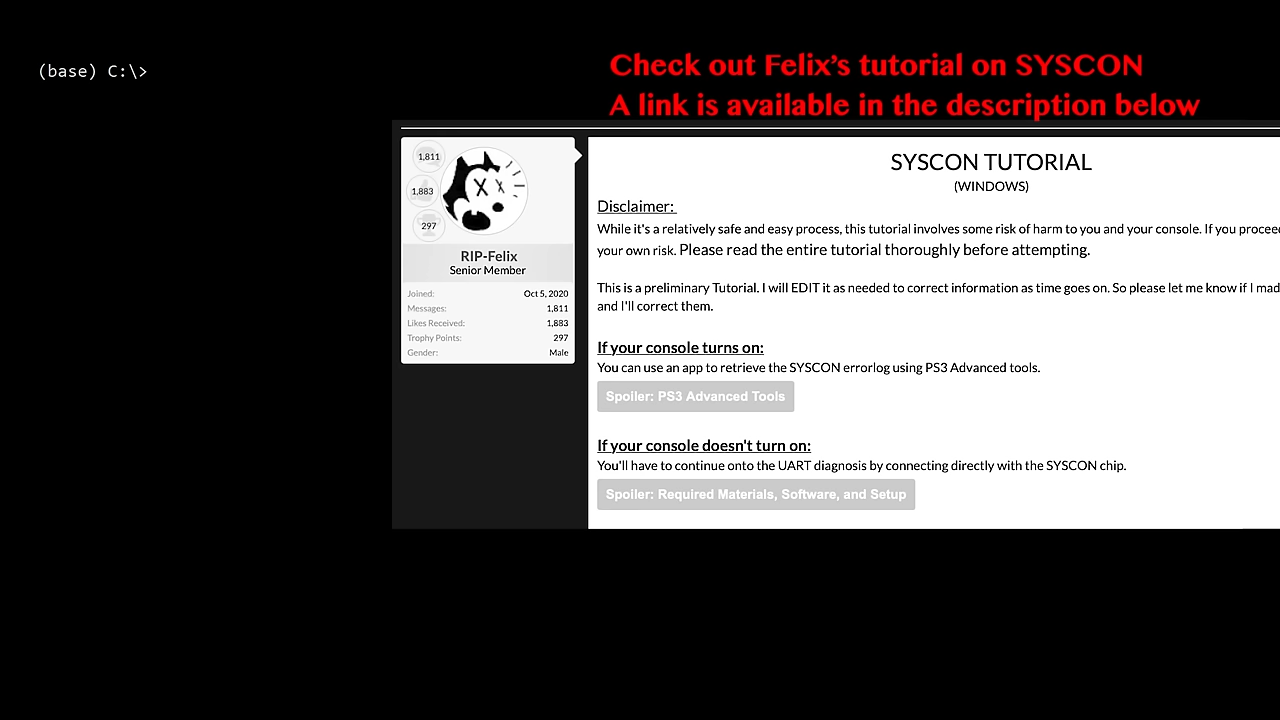 (base) C:\>
Check out Felix's tutorial on SYSCON
A link is available in the description below
1,811
1,883
297
RIP-Felix
Senior Member
Joined: Oct 5, 2020
Messages: 1,811
Likes Received: 1,883
Trophy Points: 297
Gender: Male
SYSCON TUTORIAL
(WINDOWS)
Disclaimer:
While it's a relatively safe and easy process, this tutorial involves some risk of harm to you and your console. If you proceed
your own risk. Please read the entire tutorial thoroughly before attempting.
This is a preliminary Tutorial. I will EDIT it as needed to correct information as time goes on. So please let me know if I mad
and I'll correct them.
If your console turns on:
You can use an app to retrieve the SYSCON errorlog using PS3 Advanced tools.
Spoiler: PS3 Advanced Tools
If your console doesn't turn on:
You'll have to continue onto the UART diagnosis by connecting directly with the SYSCON chip.
Spoiler: Required Materials, Software, and Setup